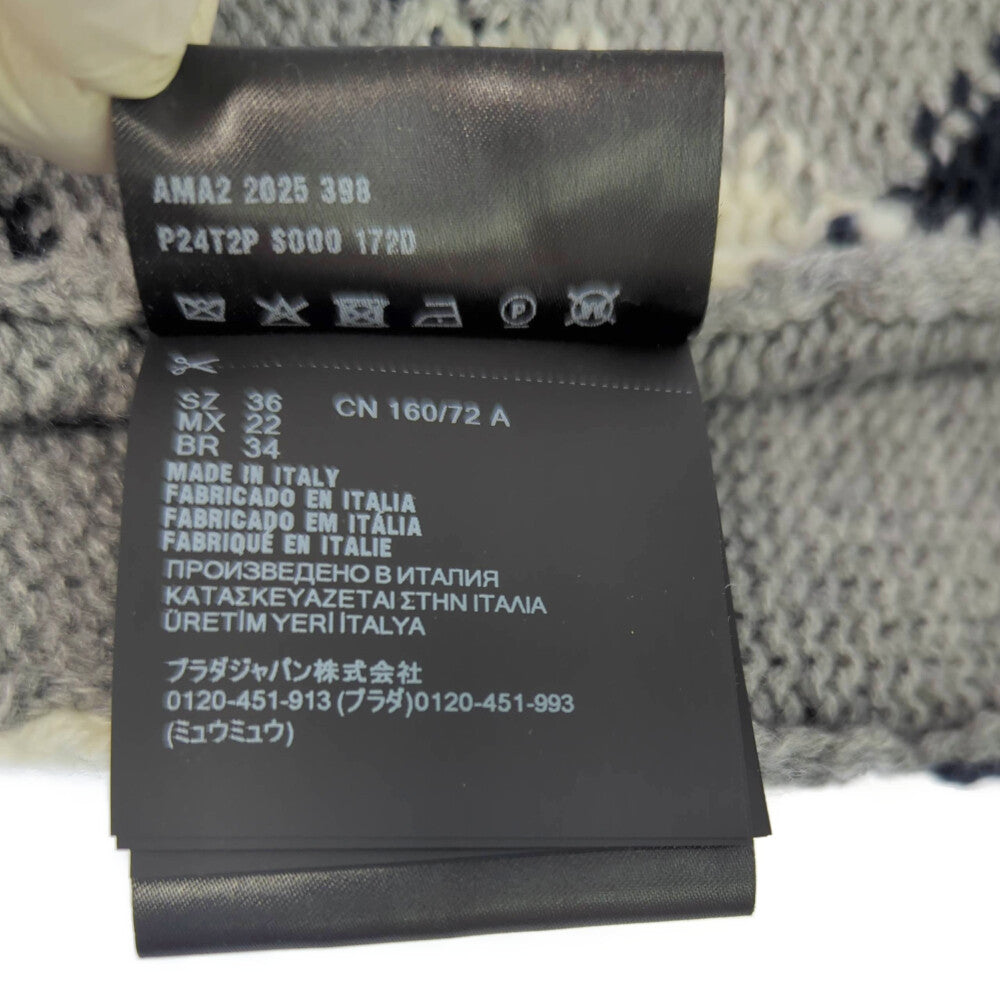 AMA2 2025 398
P24T2P S000 172D
P
SZ 36 CN 160/72 A
MX 22
BR 34
MADE IN ITALY
FABRICADO EN ITALIA
FABRICADO EM ITÁLIA
FABRIQUÉ EN ITALIE
ПРОИЗВЕДЕНО В ИТАЛИЯ
ΚΑΤΑΣΚΕΥΑΖΕΤΑΙ ΣΤΗΝ ΙΤΑΛΙΑ
ÜRETİM YERİ İTALYA
プラダジャパン株式会社
0120-451-913 (プラダ)0120-451-993
(ミュウミュウ)